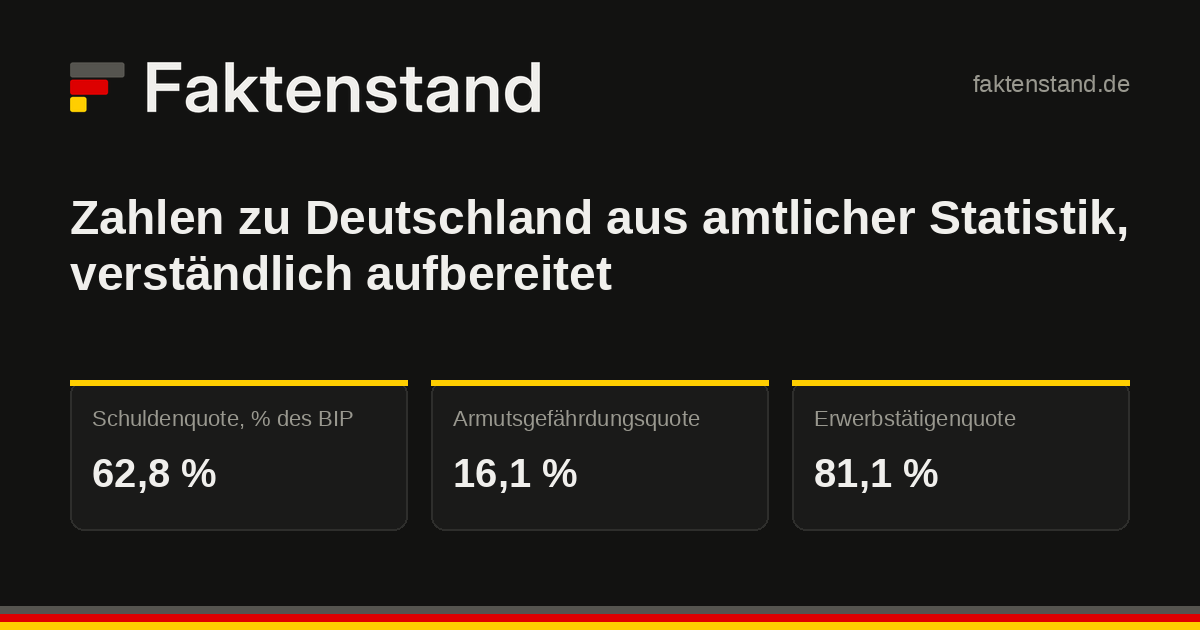 Faktenstand
faktenstand.de
Zahlen zu Deutschland aus amtlicher Statistik,
verständlich aufbereitet
Schuldenquote, % des BIP
62,8 %
Armutsgefährdungsquote
16,1 %
Erwerbstätigenquote
81,1 %